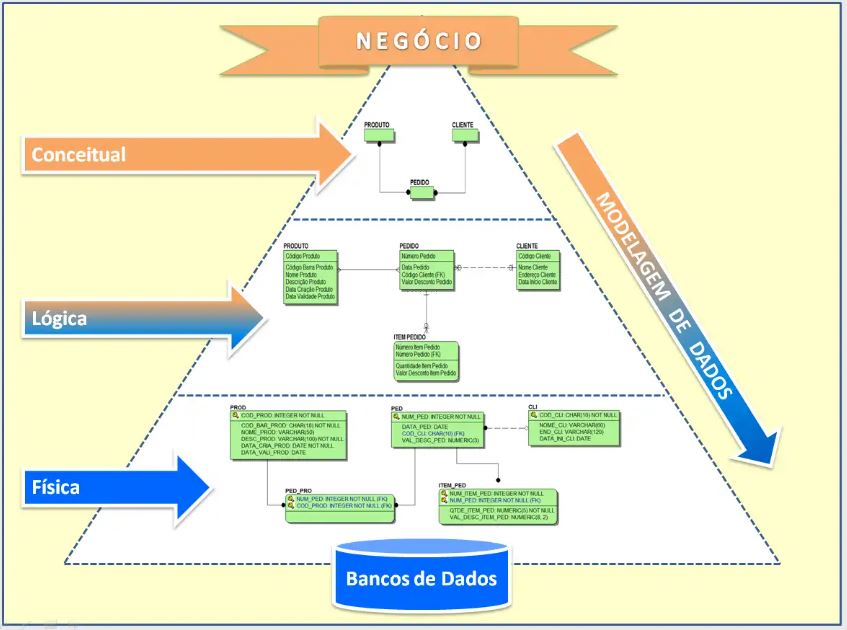 NEGÓCIO
Conceitual
PRODUTO
CLIENTE
PEDIDO
MODELAGEM DE DADOS
Lógica
PRODUTO
Código Produto
Código Barra Produto
Nome Produto
Descrição Produto
Data Criação Produto
Data Validade Produto
PEDIDO
Número Pedido
Data Pedido
Código Cliente (FK)
Valor Desconto Pedido
CLIENTE
Código Cliente
Nome Cliente
Endereço Cliente
Data Início Cliente
ITEM PEDIDO
Número Item Pedido
Número Pedido (FK)
Quantidade Item Pedido
Valor Desconto Item Pedido
Física
PROD
COD_PROD: INTEGER NOT NULL
COD_BAR_PROD: CHAR(18) NOT NULL
NOME_PROD: VARCHAR(50)
DESC_PROD: VARCHAR(100) NOT NULL
DATA_CRIA_PROD: DATE NOT NULL
DATA_VALI_PROD: DATE
PED
NUM_PED: INTEGER NOT NULL
DATA_PED: DATE
COD_CLI: CHAR(10) (FK)
VAL_DESC_PED: NUMERIC(3)
CLI
COD_CLI: CHAR(10) NOT NULL
NOME_CLI: VARCHAR(60)
END_CLI: VARCHAR(120)
DATA_INI_CLI: DATE
PED_PRO
NUM_PED: INTEGER NOT NULL (FK)
COD_PROD: INTEGER NOT NULL (FK)
ITEM_PED
NUM_ITEM_PED: INTEGER NOT NULL
NUM_PED: INTEGER NOT NULL (FK)
QTDE_ITEM_PED: NUMERIC(5) NOT NULL
VAL_DESC_ITEM_PED: NUMERIC(8, 2)
Bancos de Dados